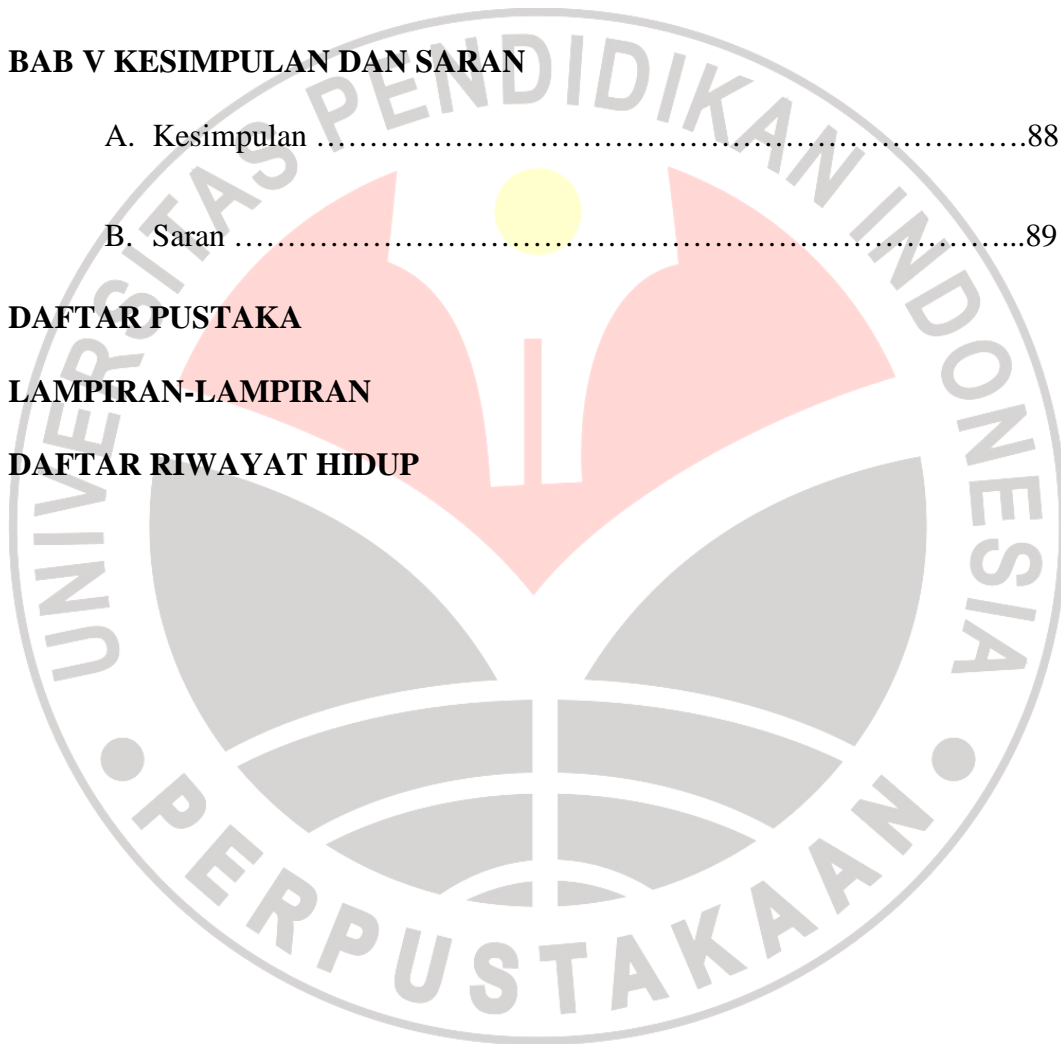 BAB V KESIMPULAN DAN SARAN
A. Kesimpulan ………………………………………………………….88
B. Saran ………………………………………………………………...89
DAFTAR PUSTAKA
LAMPIRAN-LAMPIRAN
DAFTAR RIWAYAT HIDUP
UNIVERSITAS PENDIDIKAN INDONESIA
PERPUSTAKAAN